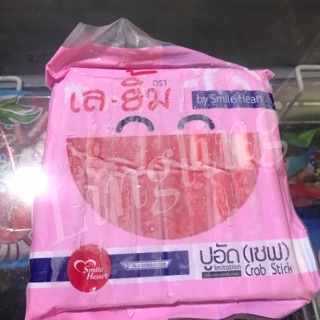 ตรา
เล-ยิ้ม
by Smile Heart
Lungting
ปูอัด(เชฟ)
Imitation
Crab Stick
Smile
Heart